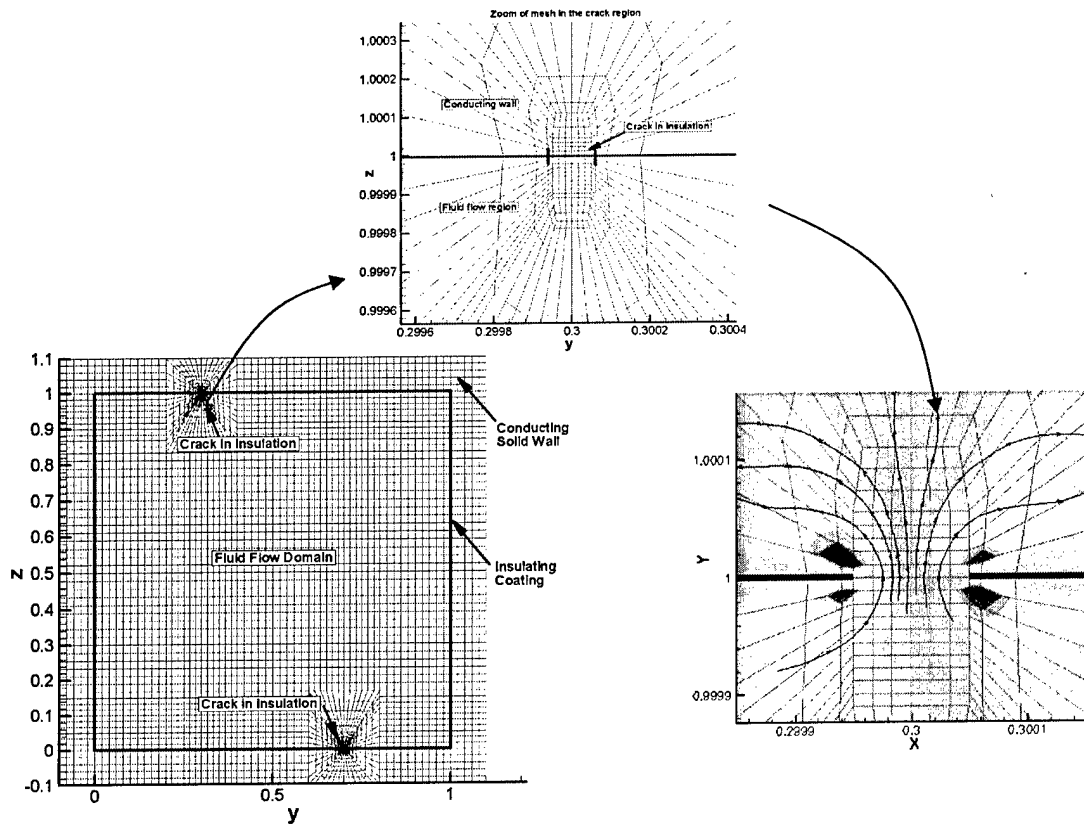 Zoom of mesh in the crack region
1.0003
1.0002
Conducting wall
1.0001
Crack in insulation
1
z
0.9999
Fluid flow region
0.9998
0.9997
0.9996
0.2996 0.2998 0.3 0.3002 0.3004
y
1.1
1
0.9
0.8
0.7
0.6
0.5
0.4
0.3
0.2
0.1
0
-0.1
z
Crack in Insulation
Conducting
Solid Wall
Fluid Flow Domain
Insulating
Coating
Crack in Insulation
0 0.5 1
y
1.0001
Y
1
0.9999
0.2999 0.3 0.3001
X